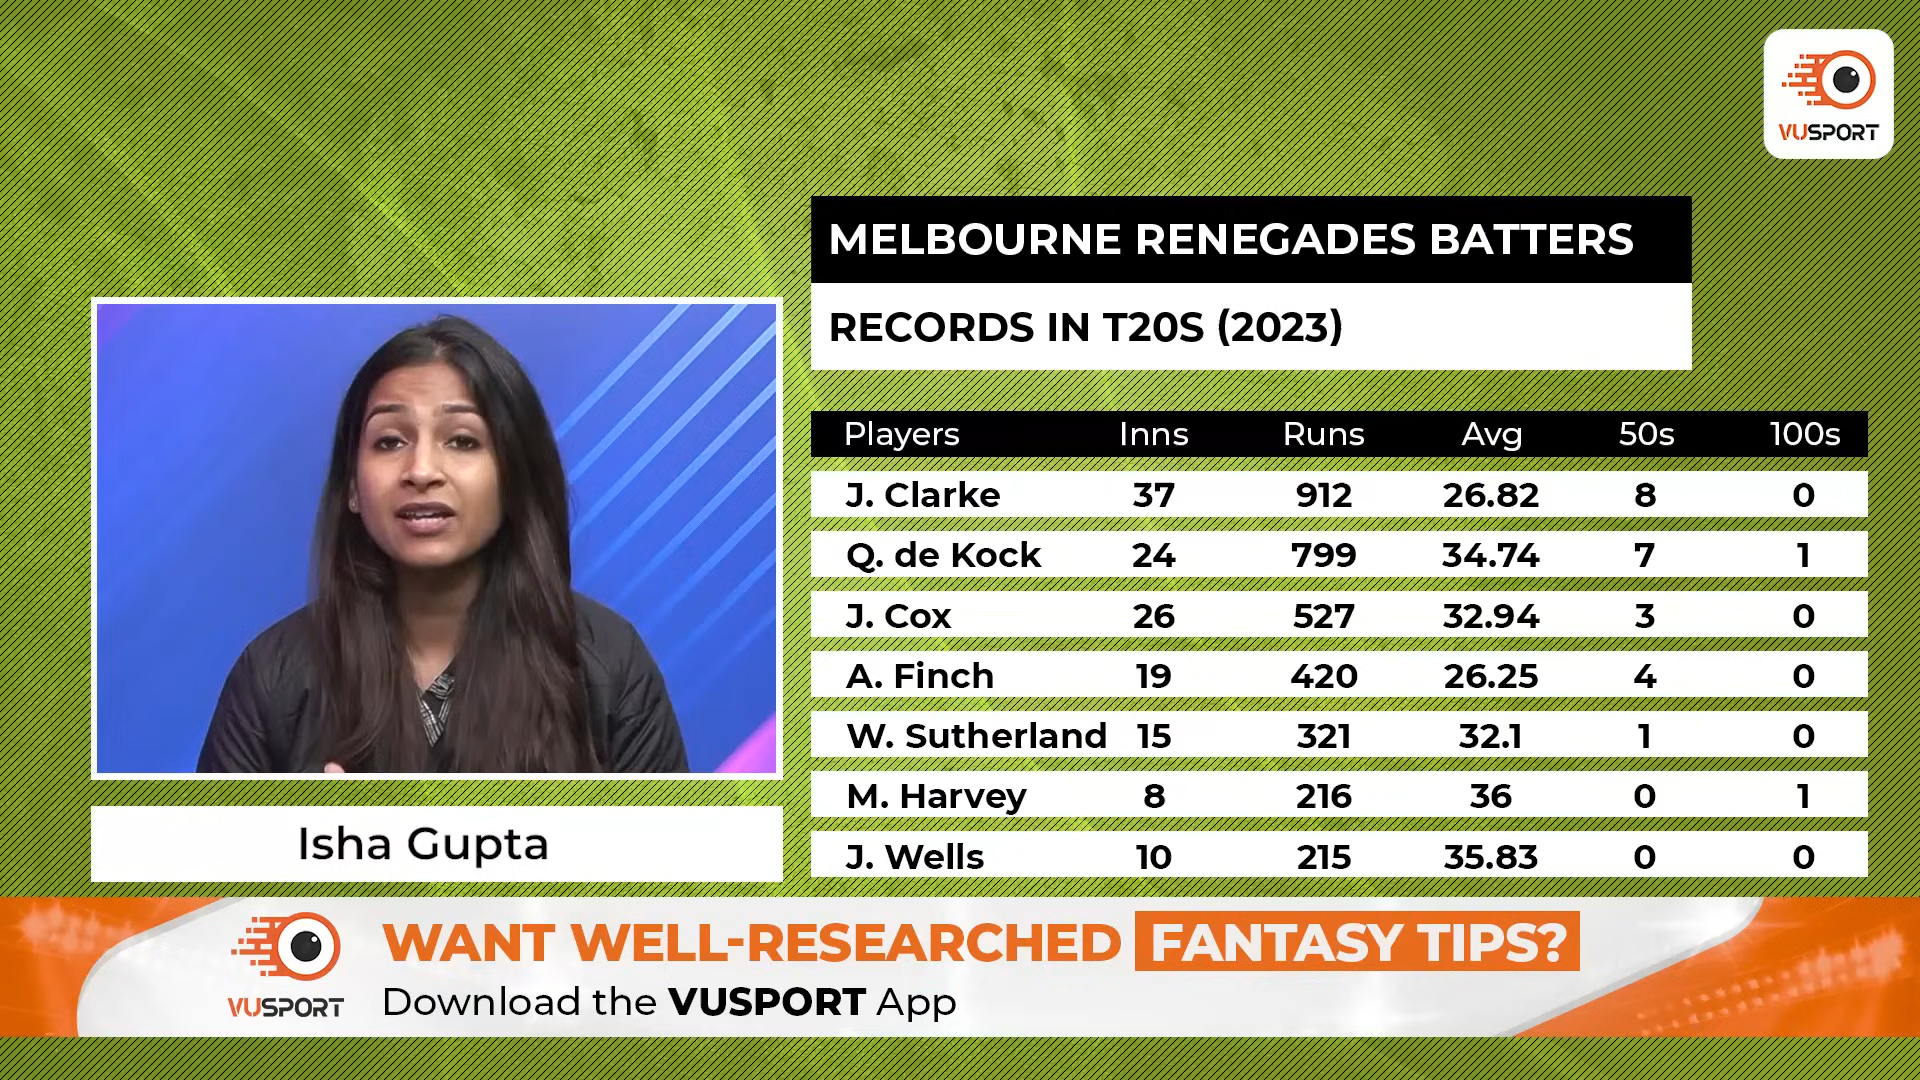 VUSPORT
MELBOURNE RENEGADES BATTERS
RECORDS IN T20S (2023)
Players Inns Runs Avg 50s 100s
J. Clarke 37 912 26.82 8 0
Q. de Kock 24 799 34.74 7 1
J. Cox 26 527 32.94 3 0
A. Finch 19 420 26.25 4 0
W. Sutherland 15 321 32.1 1 0
M. Harvey 8 216 36 0 1
J. Wells 10 215 35.83 0 0
Isha Gupta
WANT WELL-RESEARCHED FANTASY TIPS?
VUSPORT
Download the VUSPORT App